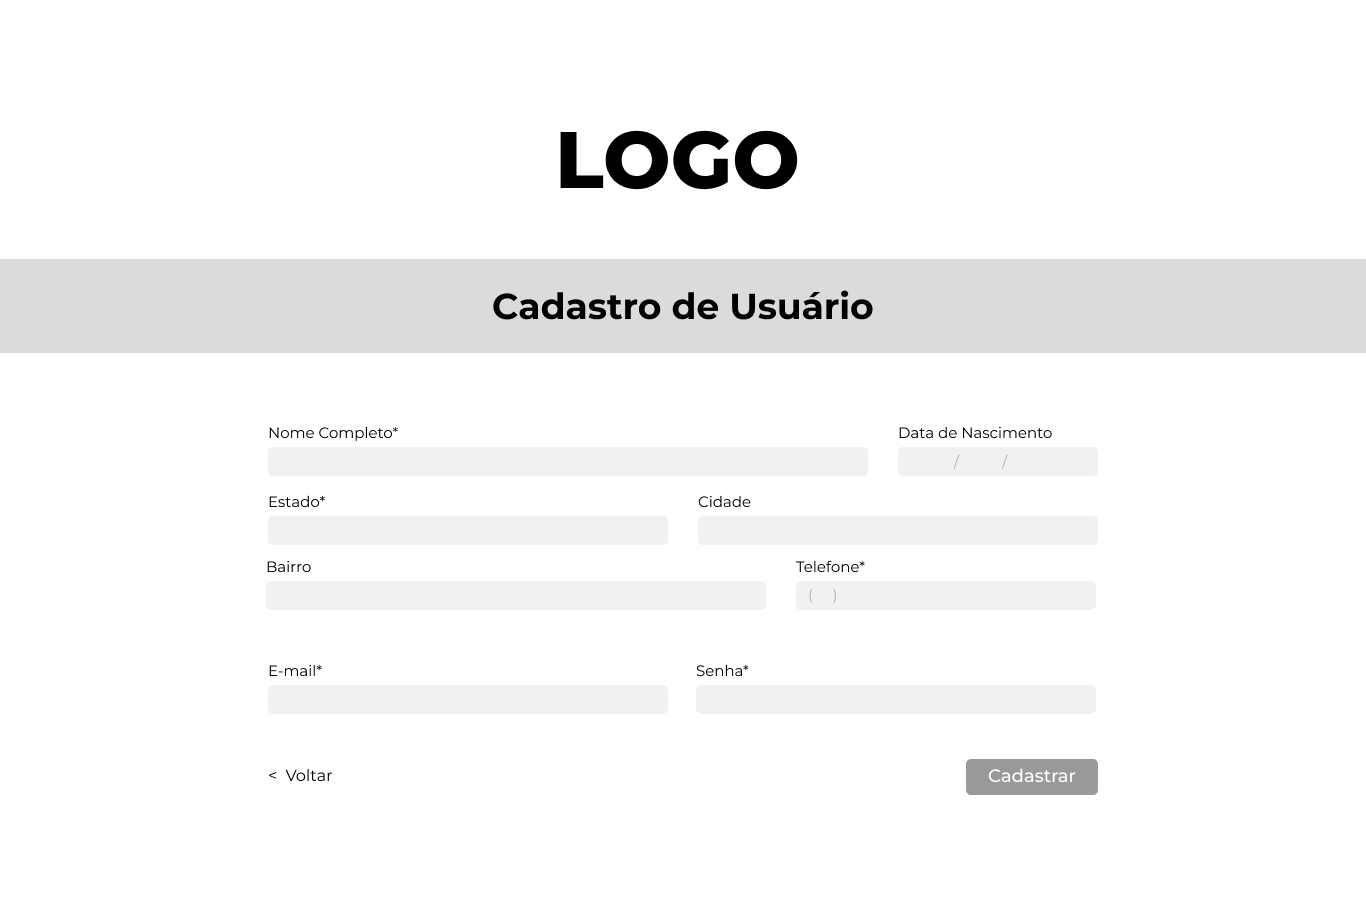 LOGO
Cadastro de Usuário
Nome Completo* Data de Nascimento
/ /
Estado* Cidade
Bairro Telefone*
( )
E-mail* Senha*
< Voltar Cadastrar